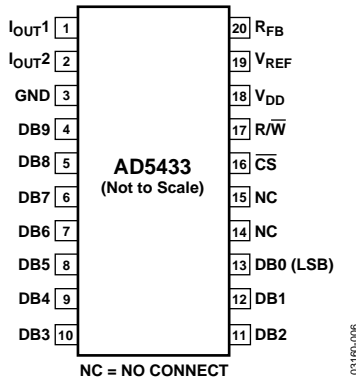 IOUT1 1
IOUT2 2
GND 3
DB9 4
DB8 5
DB7 6
DB6 7
DB5 8
DB4 9
DB3 10
AD5433
(Not to Scale)
20 RFB
19 VREF
18 VDD
17 R/W̅
16 C̅S̅
15 NC
14 NC
13 DB0 (LSB)
12 DB1
11 DB2
NC = NO CONNECT
03160-006